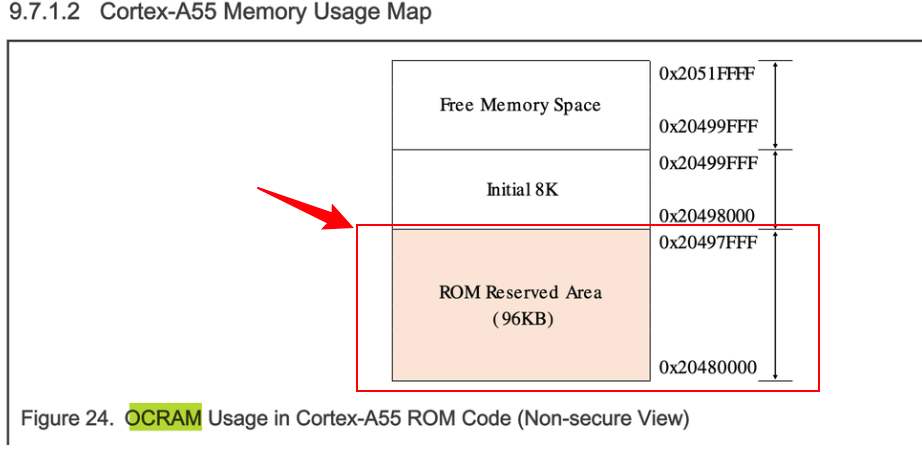 9.7.1.2 Cortex-A55 Memory Usage Map
0x2051FFFF
Free Memory Space
0x20499FFF
0x20499FFF
Initial 8K
0x20498000
0x20497FFF
ROM Reserved Area
(96KB)
0x20480000
Figure 24. OCRAM Usage in Cortex-A55 ROM Code (Non-secure View)